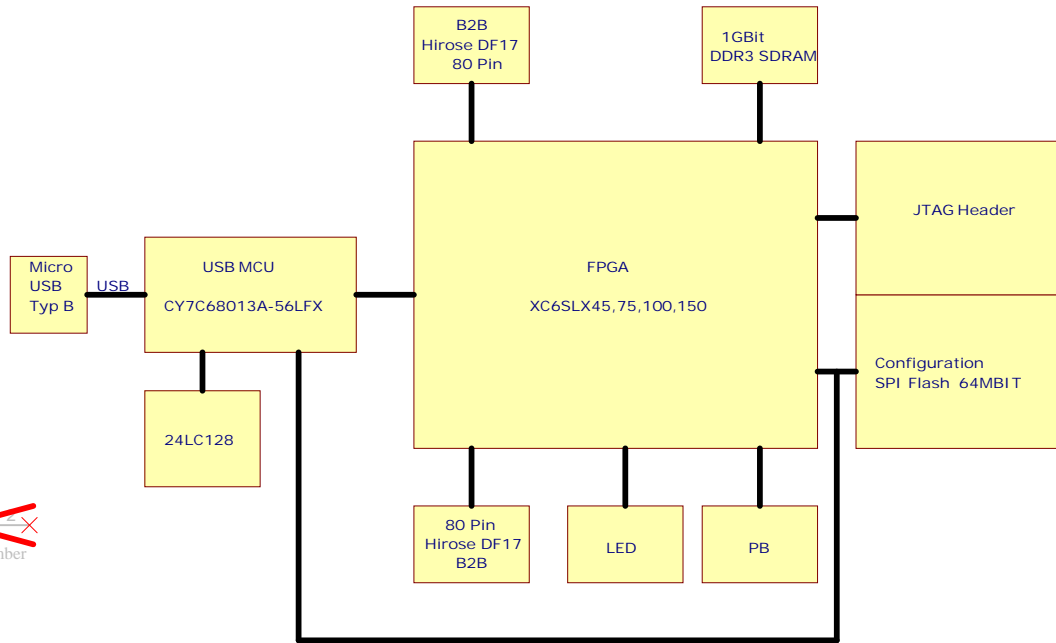 B2B
Hirose DF17
80 Pin
1GBit
DDR3 SDRAM
JTAG Header
Micro
USB
Typ B
USB
USB MCU
CY7C68013A-56LFX
FPGA
XC6SLX45,75,100,150
Configuration
SPI Flash 64MBIT
24LC128
80 Pin
Hirose DF17
B2B
LED
PB
2